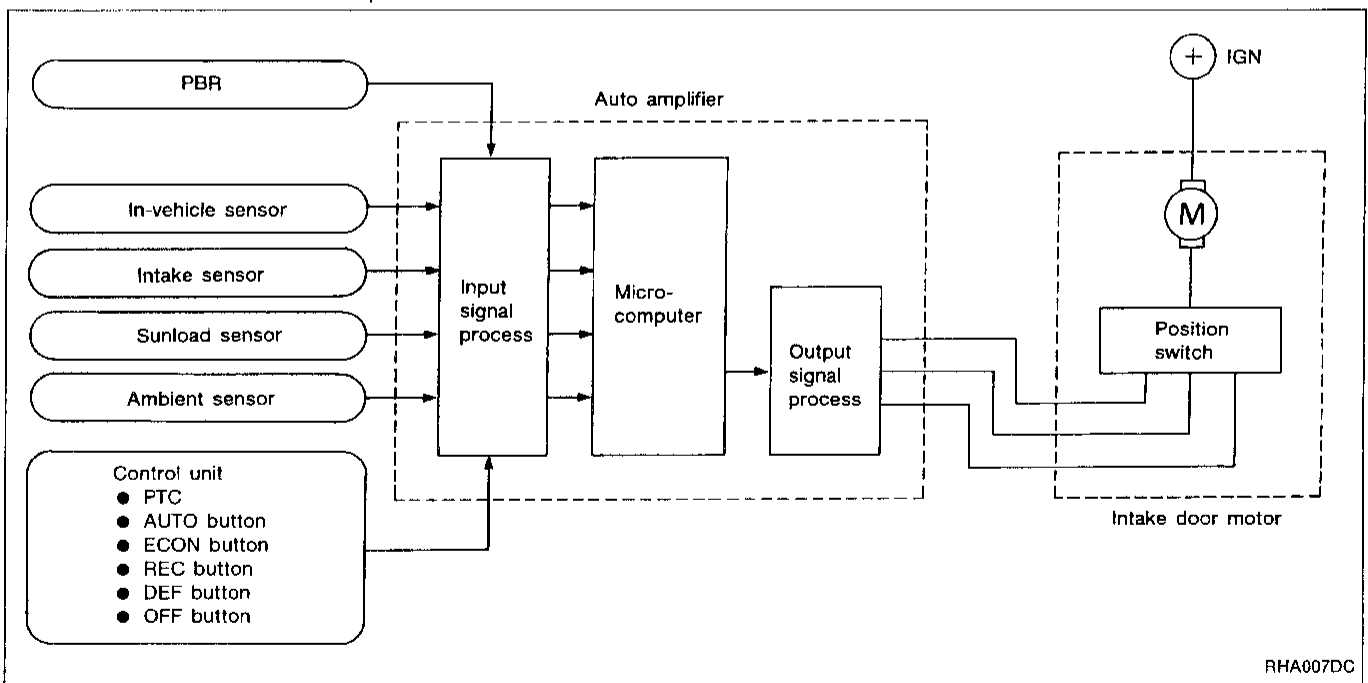 PBR
In-vehicle sensor
Intake sensor
Sunload sensor
Ambient sensor
Control unit
● PTC
● AUTO button
● ECON button
● REC button
● DEF button
● OFF button
Auto amplifier
Input
signal
process
Micro-
computer
Output
signal
process
+ IGN
M
Position
switch
Intake door motor
RHA007DC